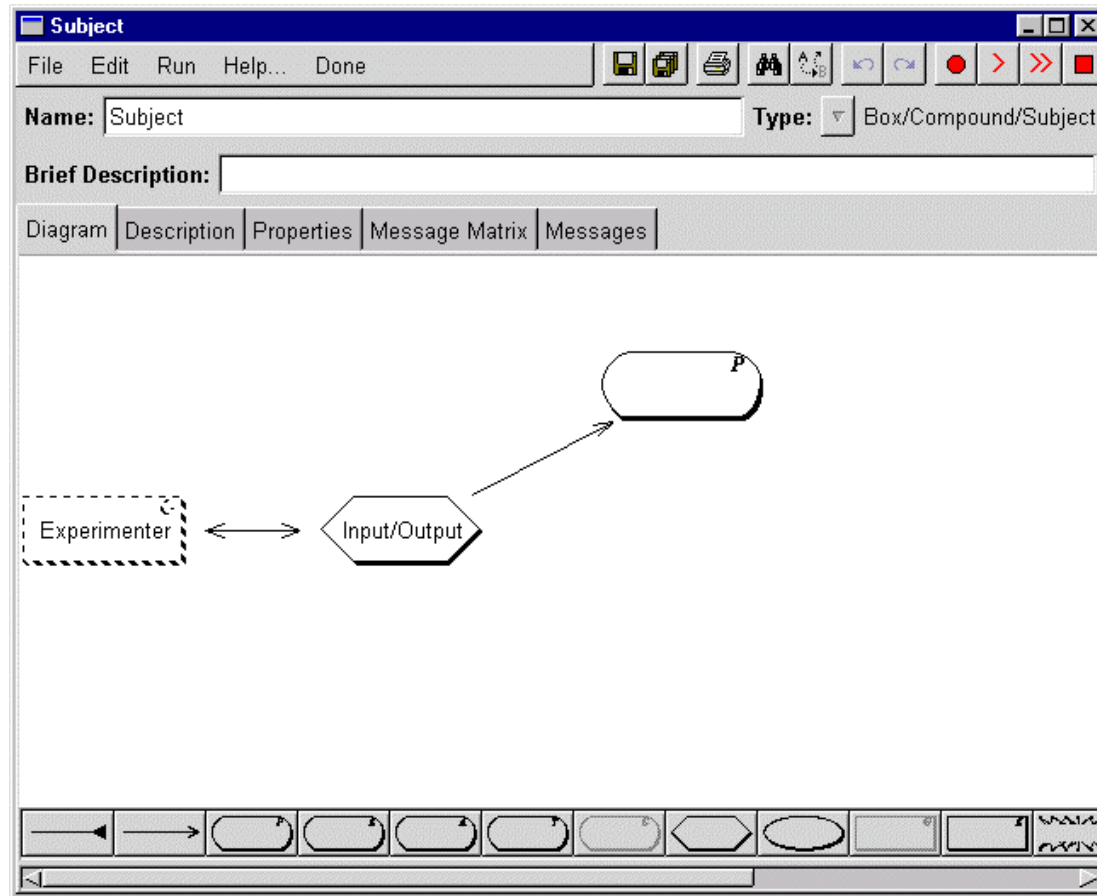 Subject
File Edit Run Help... Done
Name: Subject Type: Box/Compound/Subject
Brief Description:
Diagram Description Properties Message Matrix Messages
P
Experimenter Input/Output